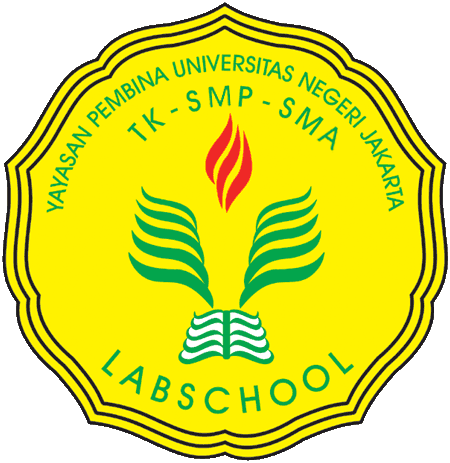 YAYASAN PEMBINA UNIVERSITAS NEGERI JAKARTA
TK - SMP - SMA
LABSCHOOL